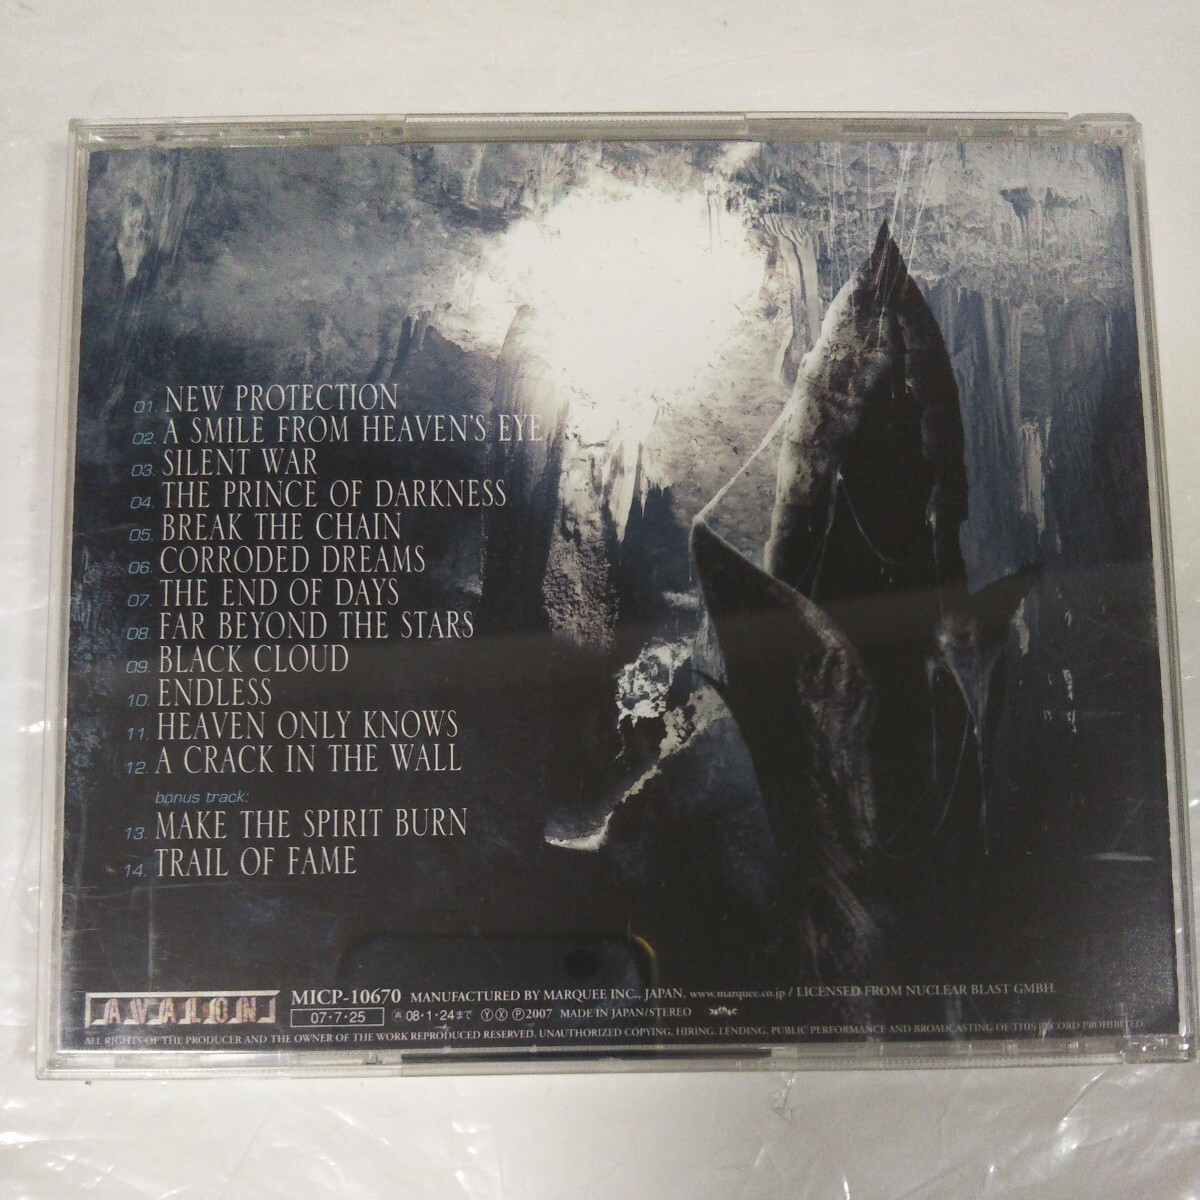 01. NEW PROTECTION
02. A SMILE FROM HEAVEN'S EYE
03. SILENT WAR
04. THE PRINCE OF DARKNESS
05. BREAK THE CHAIN
06. CORRODED DREAMS
07. THE END OF DAYS
08. FAR BEYOND THE STARS
09. BLACK CLOUD
10. ENDLESS
11. HEAVEN ONLY KNOWS
12. A CRACK IN THE WALL
bonus track:
13. MAKE THE SPIRIT BURN
14. TRAIL OF FAME
AVALON MICP-10670 MANUFACTURED BY MARQUEE INC., JAPAN. www.marquee.co.jp / LICENSED FROM NUCLEAR BLAST GMBH.
07・7・25 再 08・1・24まで Ⓨ Ⓧ Ⓟ 2007 MADE IN JAPAN/STEREO
ALL RIGHTS OF THE PRODUCER AND THE OWNER OF THE WORK REPRODUCED RESERVED. UNAUTHORIZED COPYING, HIRING, LENDING, PUBLIC PERFORMANCE AND BROADCASTING OF THIS RECORD PROHIBITED.